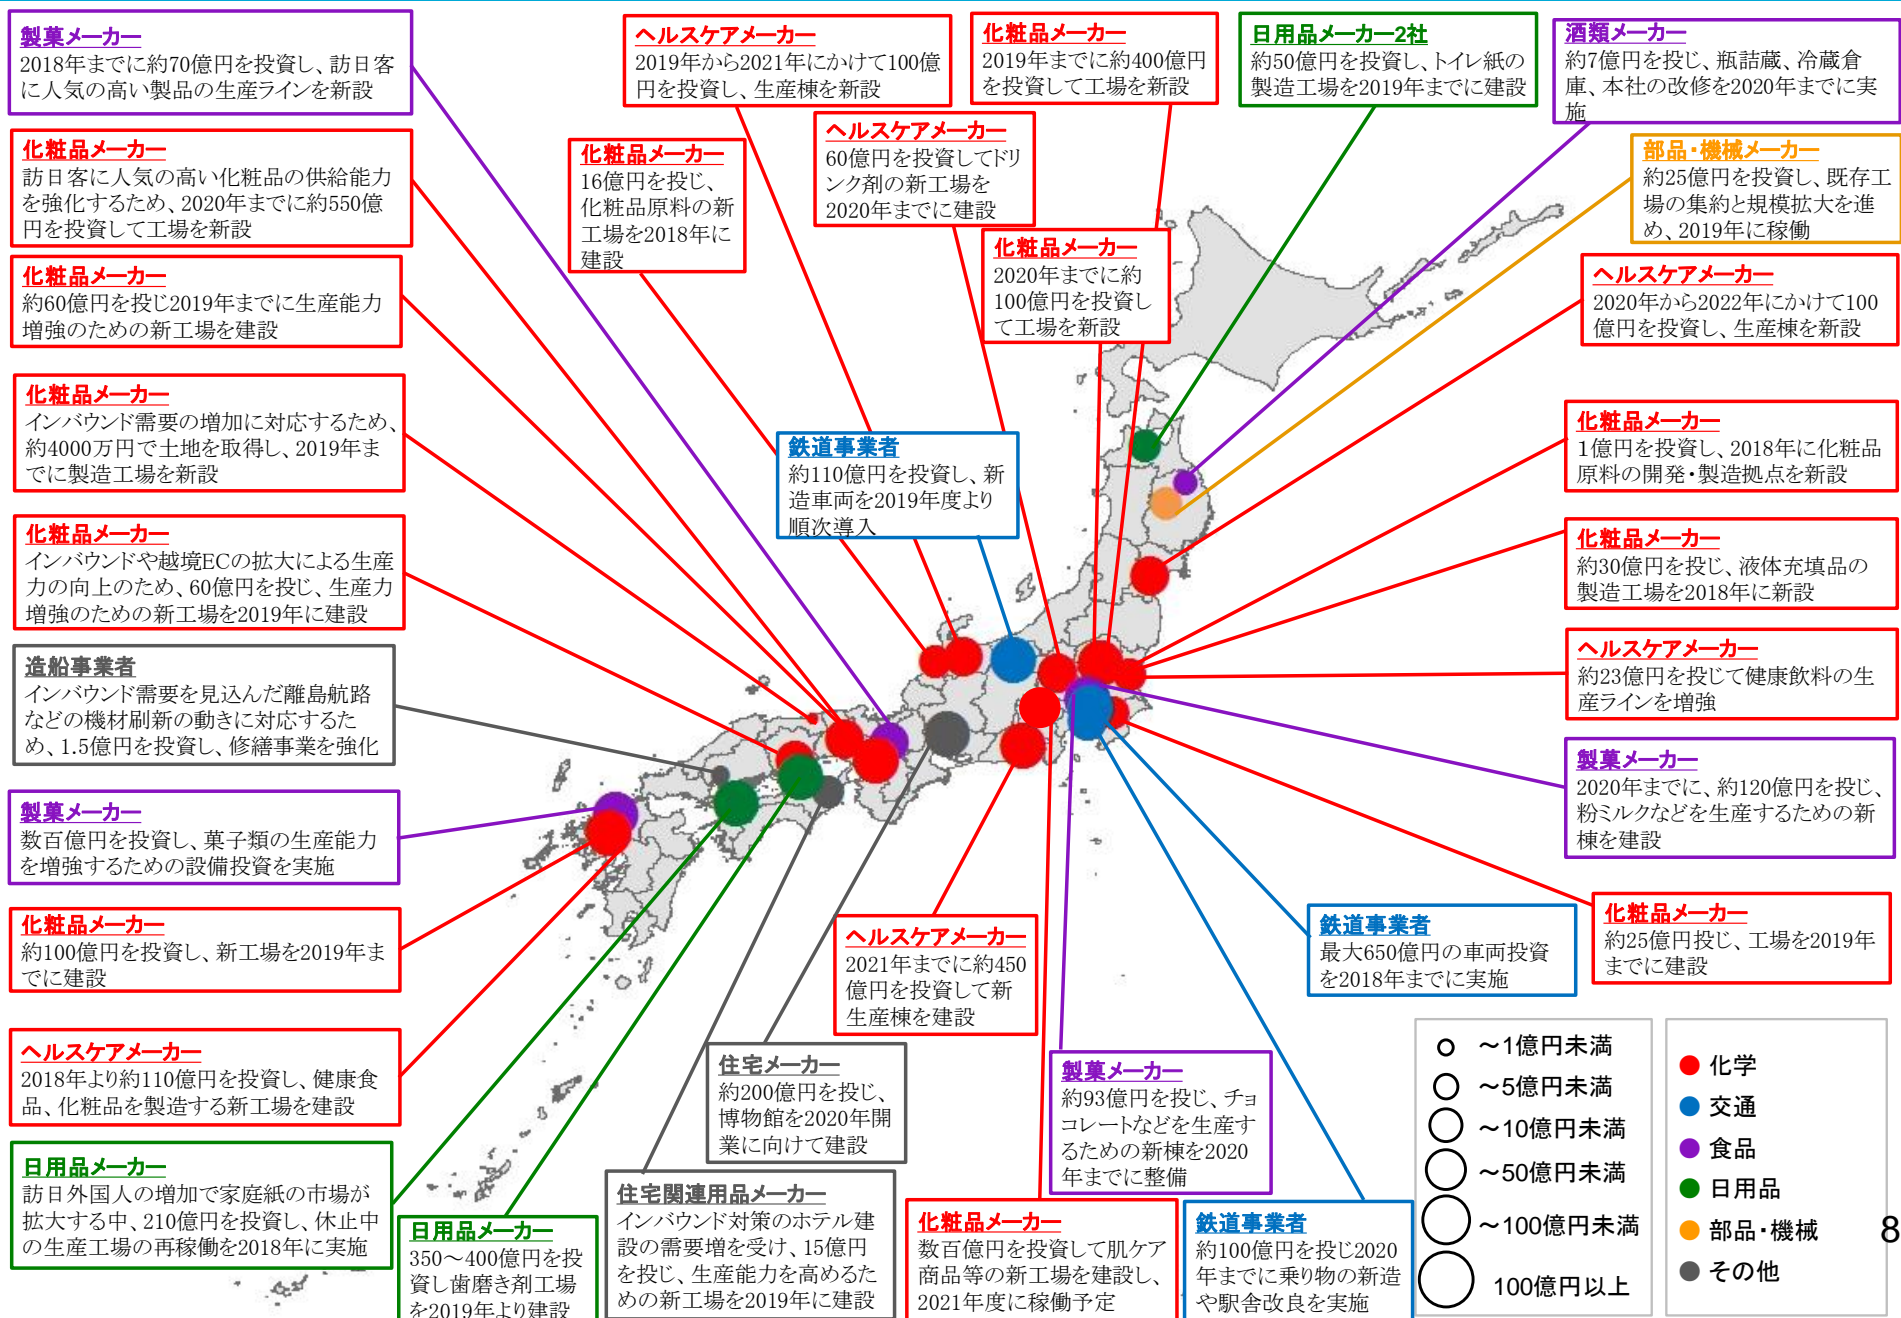 製菓メーカー
2018年までに約70億円を投資し、訪日客
に人気の高い製品の生産ラインを新設
化粧品メーカー
訪日客に人気の高い化粧品の供給能力
を強化するため、2020年までに約550億
円を投資して工場を新設
化粧品メーカー
約60億円を投じ2019年までに生産能力
増強のための新工場を建設
化粧品メーカー
インバウンド需要の増加に対応するため、
約4000万円で土地を取得し、2019年ま
でに製造工場を新設
化粧品メーカー
インバウンドや越境ECの拡大による生産
力の向上のため、60億円を投じ、生産力
増強のための新工場を2019年に建設
造船事業者
インバウンド需要を見込んだ離島航路
などの機材刷新の動きに対応するた
め、1.5億円を投資し、修繕事業を強化
製菓メーカー
数百億円を投資し、菓子類の生産能力
を増強するための設備投資を実施
化粧品メーカー
約100億円を投資し、新工場を2019年ま
でに建設
ヘルスケアメーカー
2018年より約110億円を投資し、健康食
品、化粧品を製造する新工場を建設
日用品メーカー
訪日外国人の増加で家庭紙の市場が
拡大する中、210億円を投資し、休止中
の生産工場の再稼働を2018年に実施
ヘルスケアメーカー
2019年から2021年にかけて100億
円を投資し、生産棟を新設
化粧品メーカー
16億円を投じ、
化粧品原料の新
工場を2018年に
建設
ヘルスケアメーカー
60億円を投資してドリ
ンク剤の新工場を
2020年までに建設
化粧品メーカー
2019年までに約400億円
を投資して工場を新設
化粧品メーカー
2020年までに約
100億円を投資し
て工場を新設
鉄道事業者
約110億円を投資し、新
造車両を2019年度より
順次導入
日用品メーカー2社
約50億円を投資し、トイレ紙の
製造工場を2019年までに建設
酒類メーカー
約7億円を投じ、瓶詰蔵、冷蔵倉
庫、本社の改修を2020年までに実
施
部品・機械メーカー
約25億円を投資し、既存工
場の集約と規模拡大を進
め、2019年に稼働
ヘルスケアメーカー
2020年から2022年にかけて100
億円を投資し、生産棟を新設
化粧品メーカー
1億円を投資し、2018年に化粧品
原料の開発・製造拠点を新設
化粧品メーカー
約30億円を投じ、液体充填品の
製造工場を2018年に新設
ヘルスケアメーカー
約23億円を投じて健康飲料の生
産ラインを増強
製菓メーカー
2020年までに、約120億円を投じ、
粉ミルクなどを生産するための新
棟を建設
化粧品メーカー
約25億円投じ、工場を2019年
までに建設
鉄道事業者
最大650億円の車両投資
を2018年までに実施
ヘルスケアメーカー
2021年までに約450
億円を投資して新
生産棟を建設
住宅メーカー
約200億円を投じ、
博物館を2020年開
業に向けて建設
製菓メーカー
約93億円を投じ、チョ
コレートなどを生産す
るための新棟を2020
年までに整備
日用品メーカー
350～400億円を投
資し歯磨き剤工場
を2019年より建設
住宅関連用品メーカー
インバウンド対策のホテル建
設の需要増を受け、15億円
を投じ、生産能力を高めるた
めの新工場を2019年に建設
化粧品メーカー
数百億円を投資して肌ケア
商品等の新工場を建設し、
2021年度に稼働予定
鉄道事業者
約100億円を投じ2020
年までに乗り物の新造
や駅舎改良を実施
～1億円未満
～5億円未満
～10億円未満
～50億円未満
～100億円未満
100億円以上
化学
交通
食品
日用品
部品・機械
その他
8